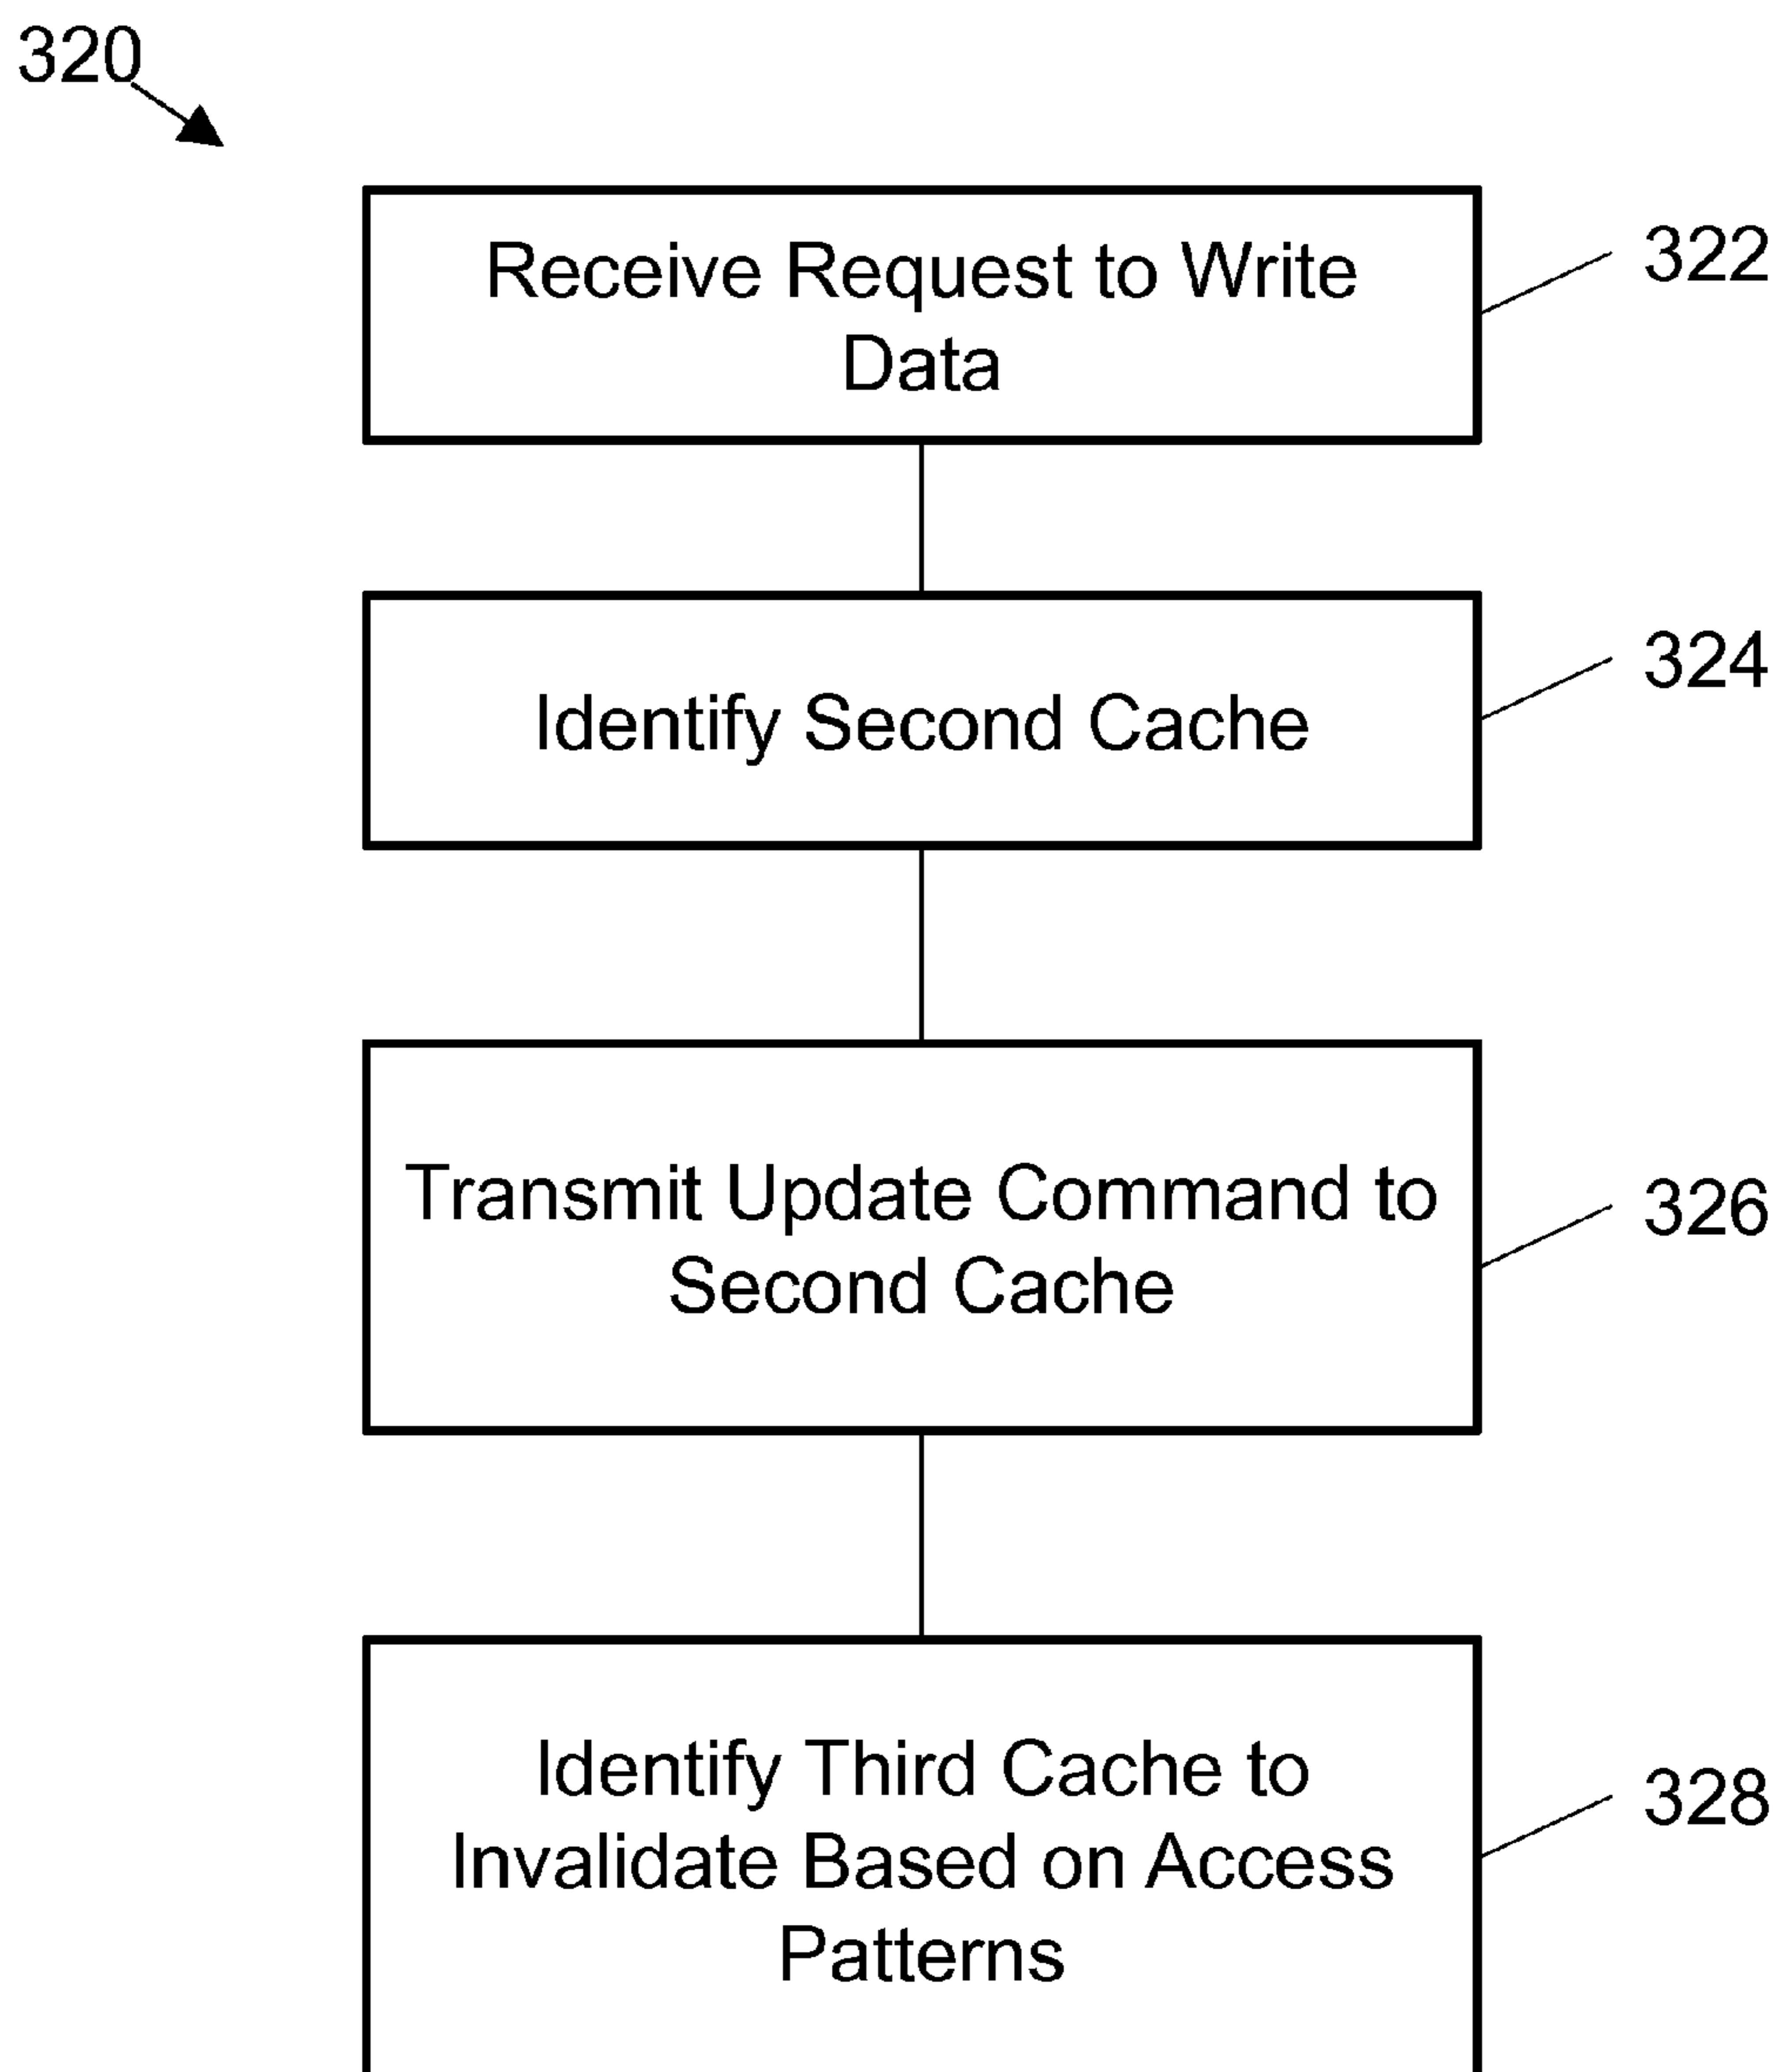 320
Receive Request to Write
Data
322
Identify Second Cache
324
Transmit Update Command to
Second Cache
326
Identify Third Cache to
Invalidate Based on Access
Patterns
328